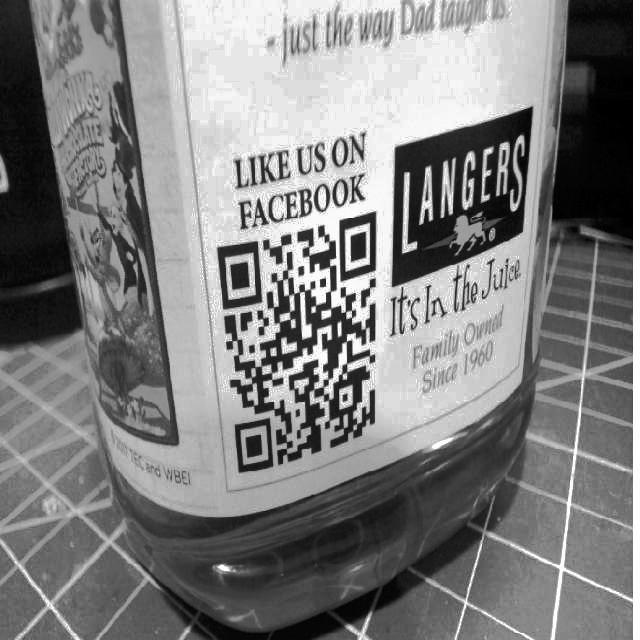 - just the way Dad taught us.
LIKE US ON
FACEBOOK
LANGERS
®
It's In the Juice.
Family Owned
Since 1960
TEC and WBEI